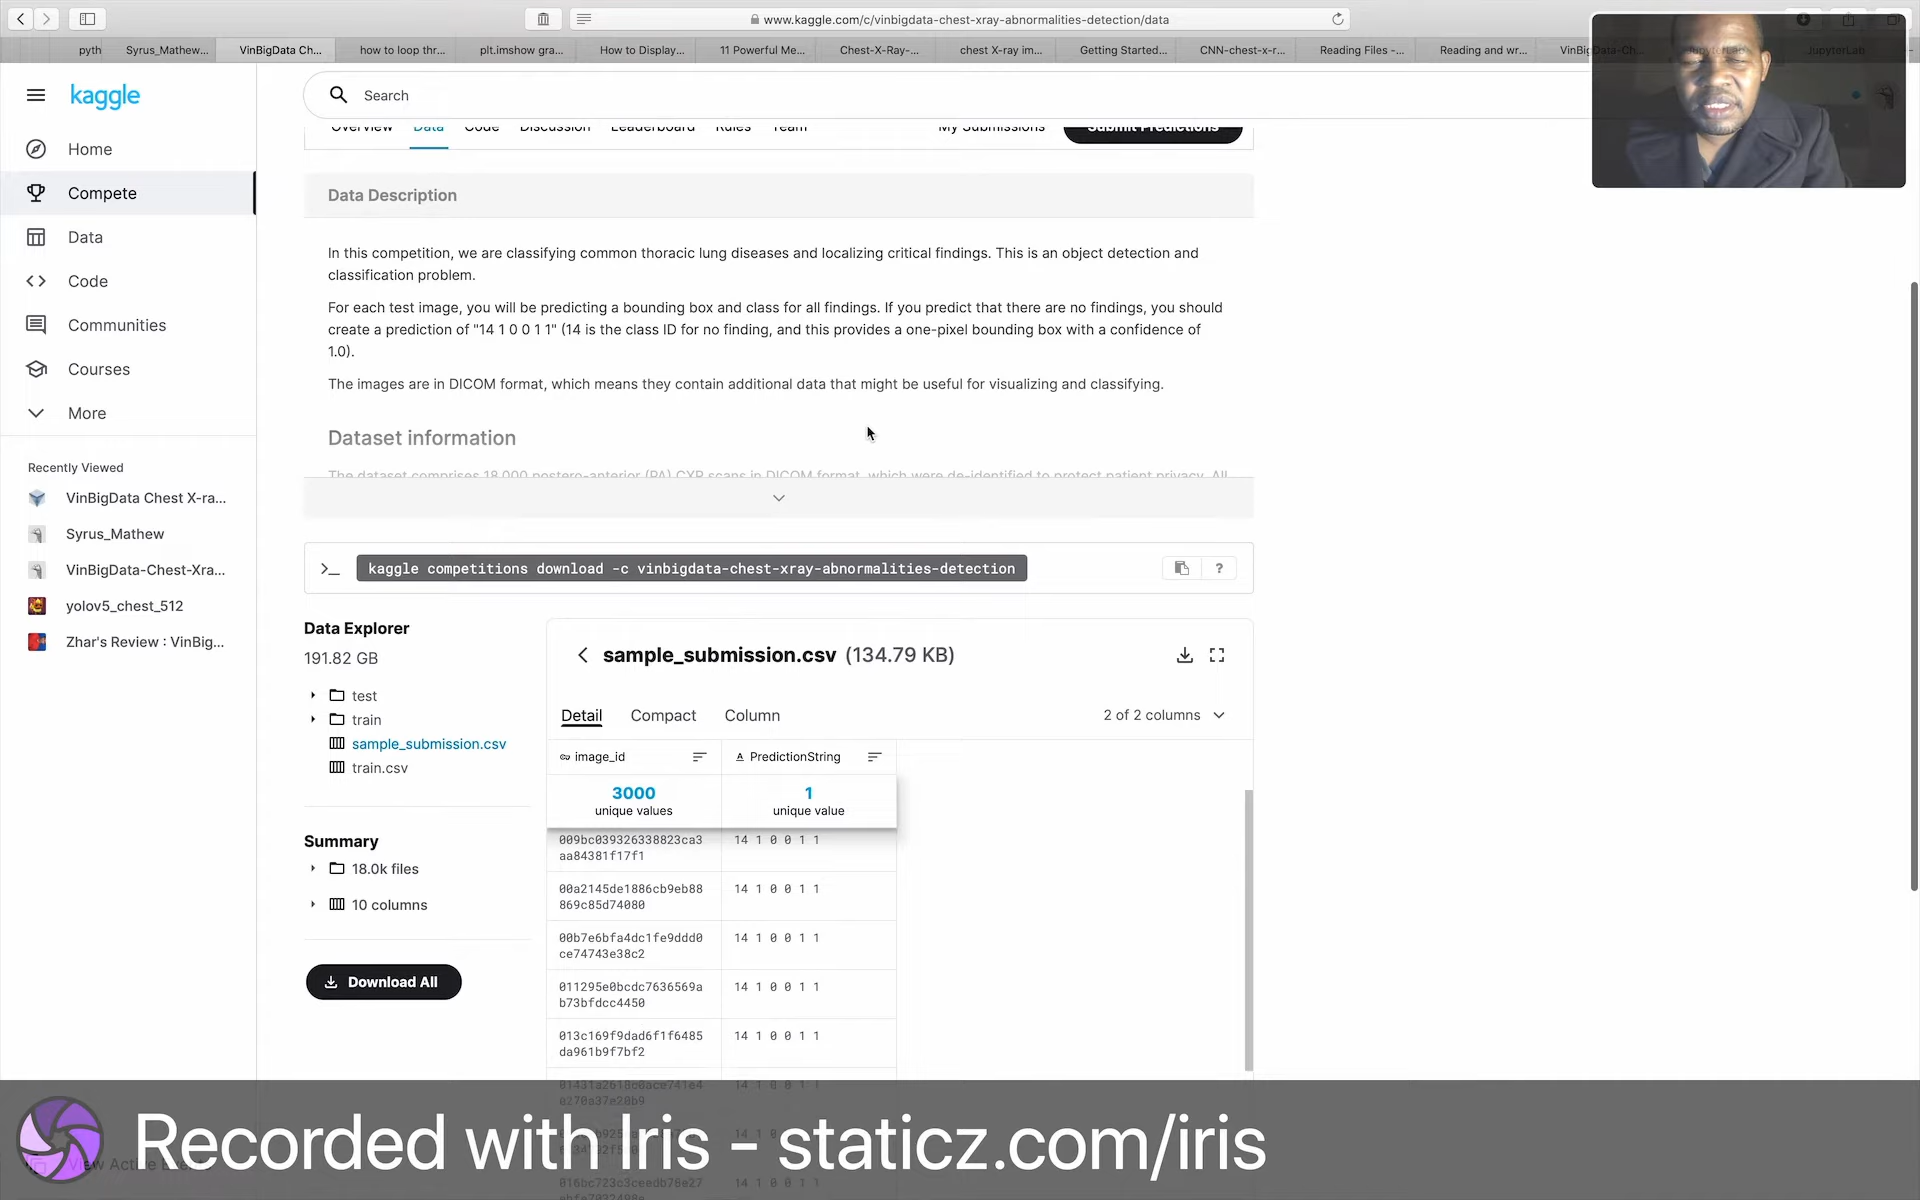 www.kaggle.com/c/vinbigdata-chest-xray-abnormalities-detection/data
pyth
Syrus_Mathew...
VinBigData Ch...
how to loop thr...
plt.imshow gra...
How to Display...
11 Powerful Me...
Chest-X-Ray-...
chest X-ray im...
Getting Started...
CNN-chest-x-r...
Reading Files -...
Reading and wr...
VinBigData-Ch...
JupyterLab
JupyterLab
kaggle
Search
Overview
Data
Code
Discussion
Leaderboard
Rules
Team
My Submissions
Submit Predictions
Home
Compete
Data
Code
Communities
Courses
More
Recently Viewed
VinBigData Chest X-ra...
Syrus_Mathew
VinBigData-Chest-Xra...
yolov5_chest_512
Zhar's Review : VinBig...
Data Description
In this competition, we are classifying common thoracic lung diseases and localizing critical findings. This is an object detection and
classification problem.
For each test image, you will be predicting a bounding box and class for all findings. If you predict that there are no findings, you should
create a prediction of "14 1 0 0 1 1" (14 is the class ID for no finding, and this provides a one-pixel bounding box with a confidence of
1.0).
The images are in DICOM format, which means they contain additional data that might be useful for visualizing and classifying.
Dataset information
The dataset comprises 18,000 postero-anterior (PA) CXR scans in DICOM format, which were de-identified to protect patient privacy. All
>_ kaggle competitions download -c vinbigdata-chest-xray-abnormalities-detection
?
Data Explorer
191.82 GB
test
train
sample_submission.csv
train.csv
Summary
18.0k files
10 columns
Download All
sample_submission.csv (134.79 KB)
Detail Compact Column
2 of 2 columns
image_id
A PredictionString
3000
unique values
1
unique value
009bc039326338823ca3
aa84381f17f1
14 1 0 0 1 1
00a2145de1886cb9eb88
869c85d74080
14 1 0 0 1 1
00b7e6bfa4dc1fe9ddd0
ce74743e38c2
14 1 0 0 1 1
011295e0bcdc7636569a
b73bfdcc4450
14 1 0 0 1 1
013c169f9dad6f1f6485
da961b9f7bf2
14 1 0 0 1 1
01431a2618c0ace741e4
e270a37e20b9
14 1 0 0 1 1
Recorded with Iris - staticz.com/iris
016bc723c3ceedb78e27
14 1 0 0 1 1